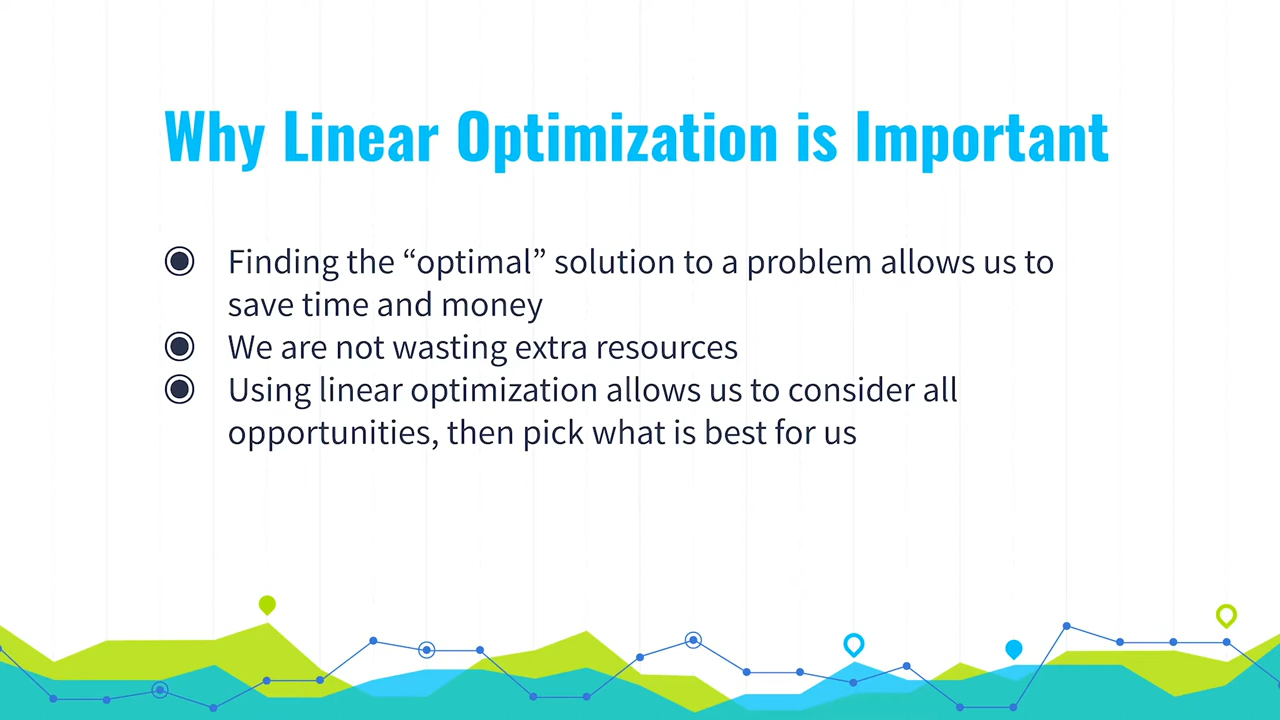 Why Linear Optimization is Important
Finding the “optimal” solution to a problem allows us to
save time and money
We are not wasting extra resources
Using linear optimization allows us to consider all
opportunities, then pick what is best for us